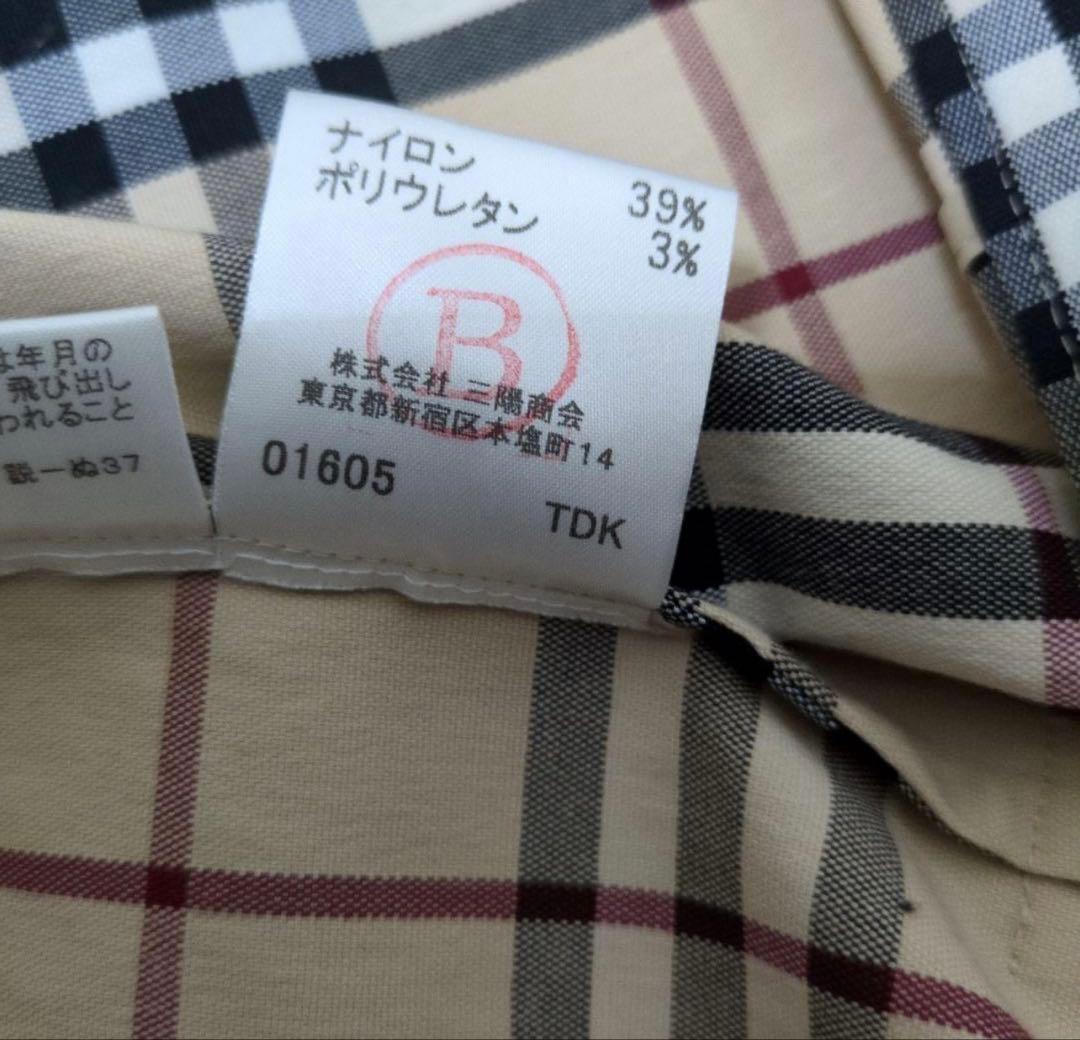 ナイロン 39%
ポリウレタン 3%
B
株式会社 三陽商会
東京都新宿区本塩町14
01605
TDK
は年月の
飛び出し
われること
説ーぬ37